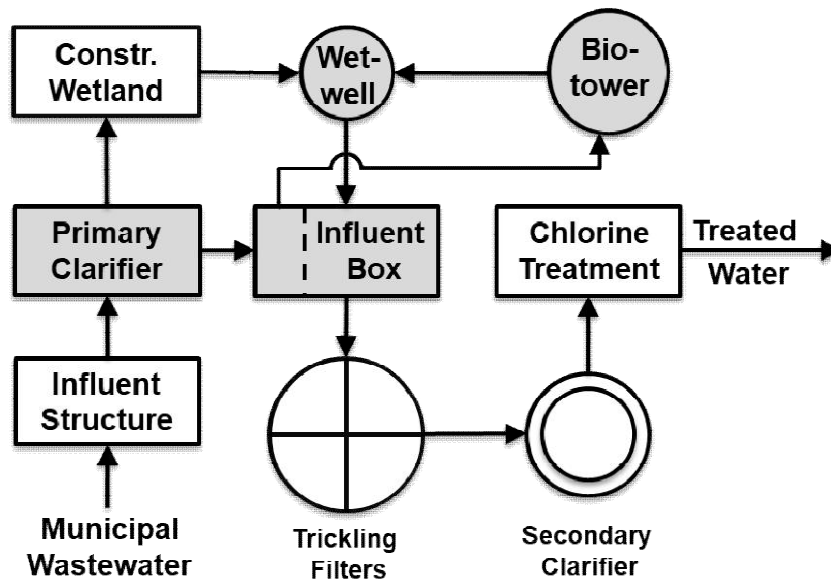 Constr.
Wetland
Wet-
well
Bio-
tower
Primary
Clarifier
Influent
Box
Chlorine
Treatment
Treated
Water
Influent
Structure
Municipal
Wastewater
Trickling
Filters
Secondary
Clarifier